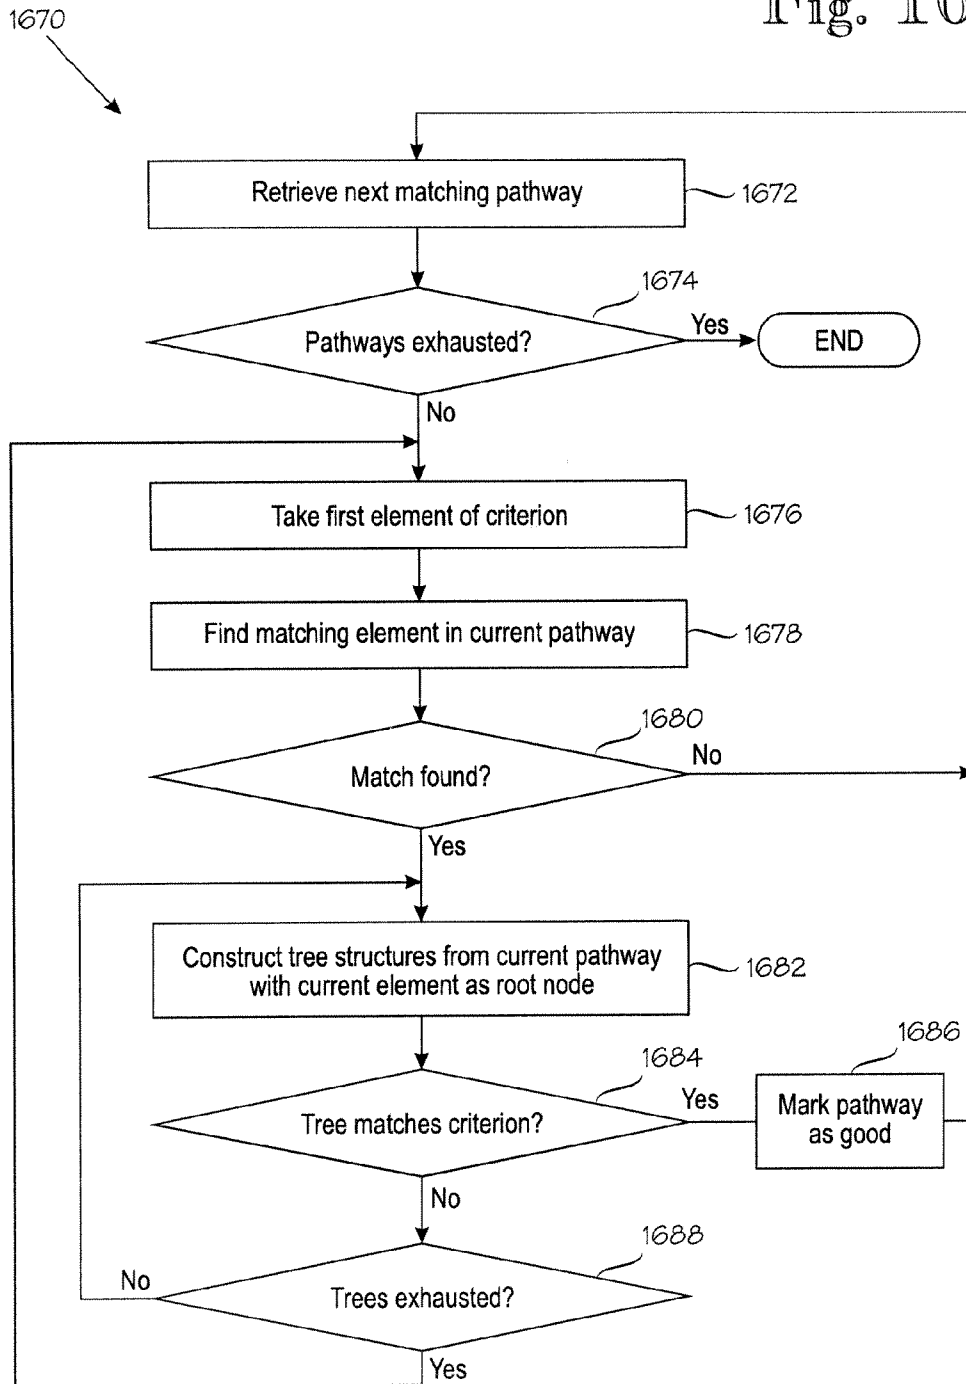 1670
Fig. 10
Retrieve next matching pathway
1672
1674
Pathways exhausted?
Yes
END
No
Take first element of criterion
1676
Find matching element in current pathway
1678
1680
Match found?
No
Yes
Construct tree structures from current pathway
with current element as root node
1682
1684
Tree matches criterion?
Yes
1686
Mark pathway
as good
No
1688
No
Trees exhausted?
Yes